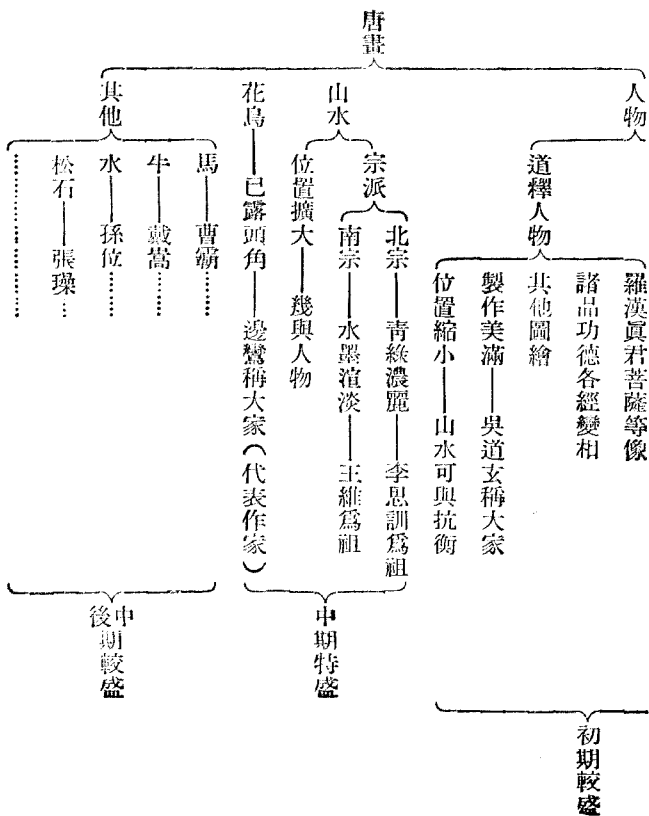 唐畫
人物
道釋人物
羅漢眞君菩薩等像
諸品功德各經變相
其他圖繪
製作美滿——吳道玄稱大家
位置縮小——山水可與抗衡
初期較盛
山水
宗派
北宗——靑綠濃麗——李思訓爲祖
南宗——水墨渲淡——王維爲祖
位置擴大——幾與人物
花鳥——已露頭角——邊鸞稱大家(代表作家)
中期特盛
其他
馬——曹霸……
牛——戴嵩……
水——孫位……
松石——張璪…
………………
中後期較盛